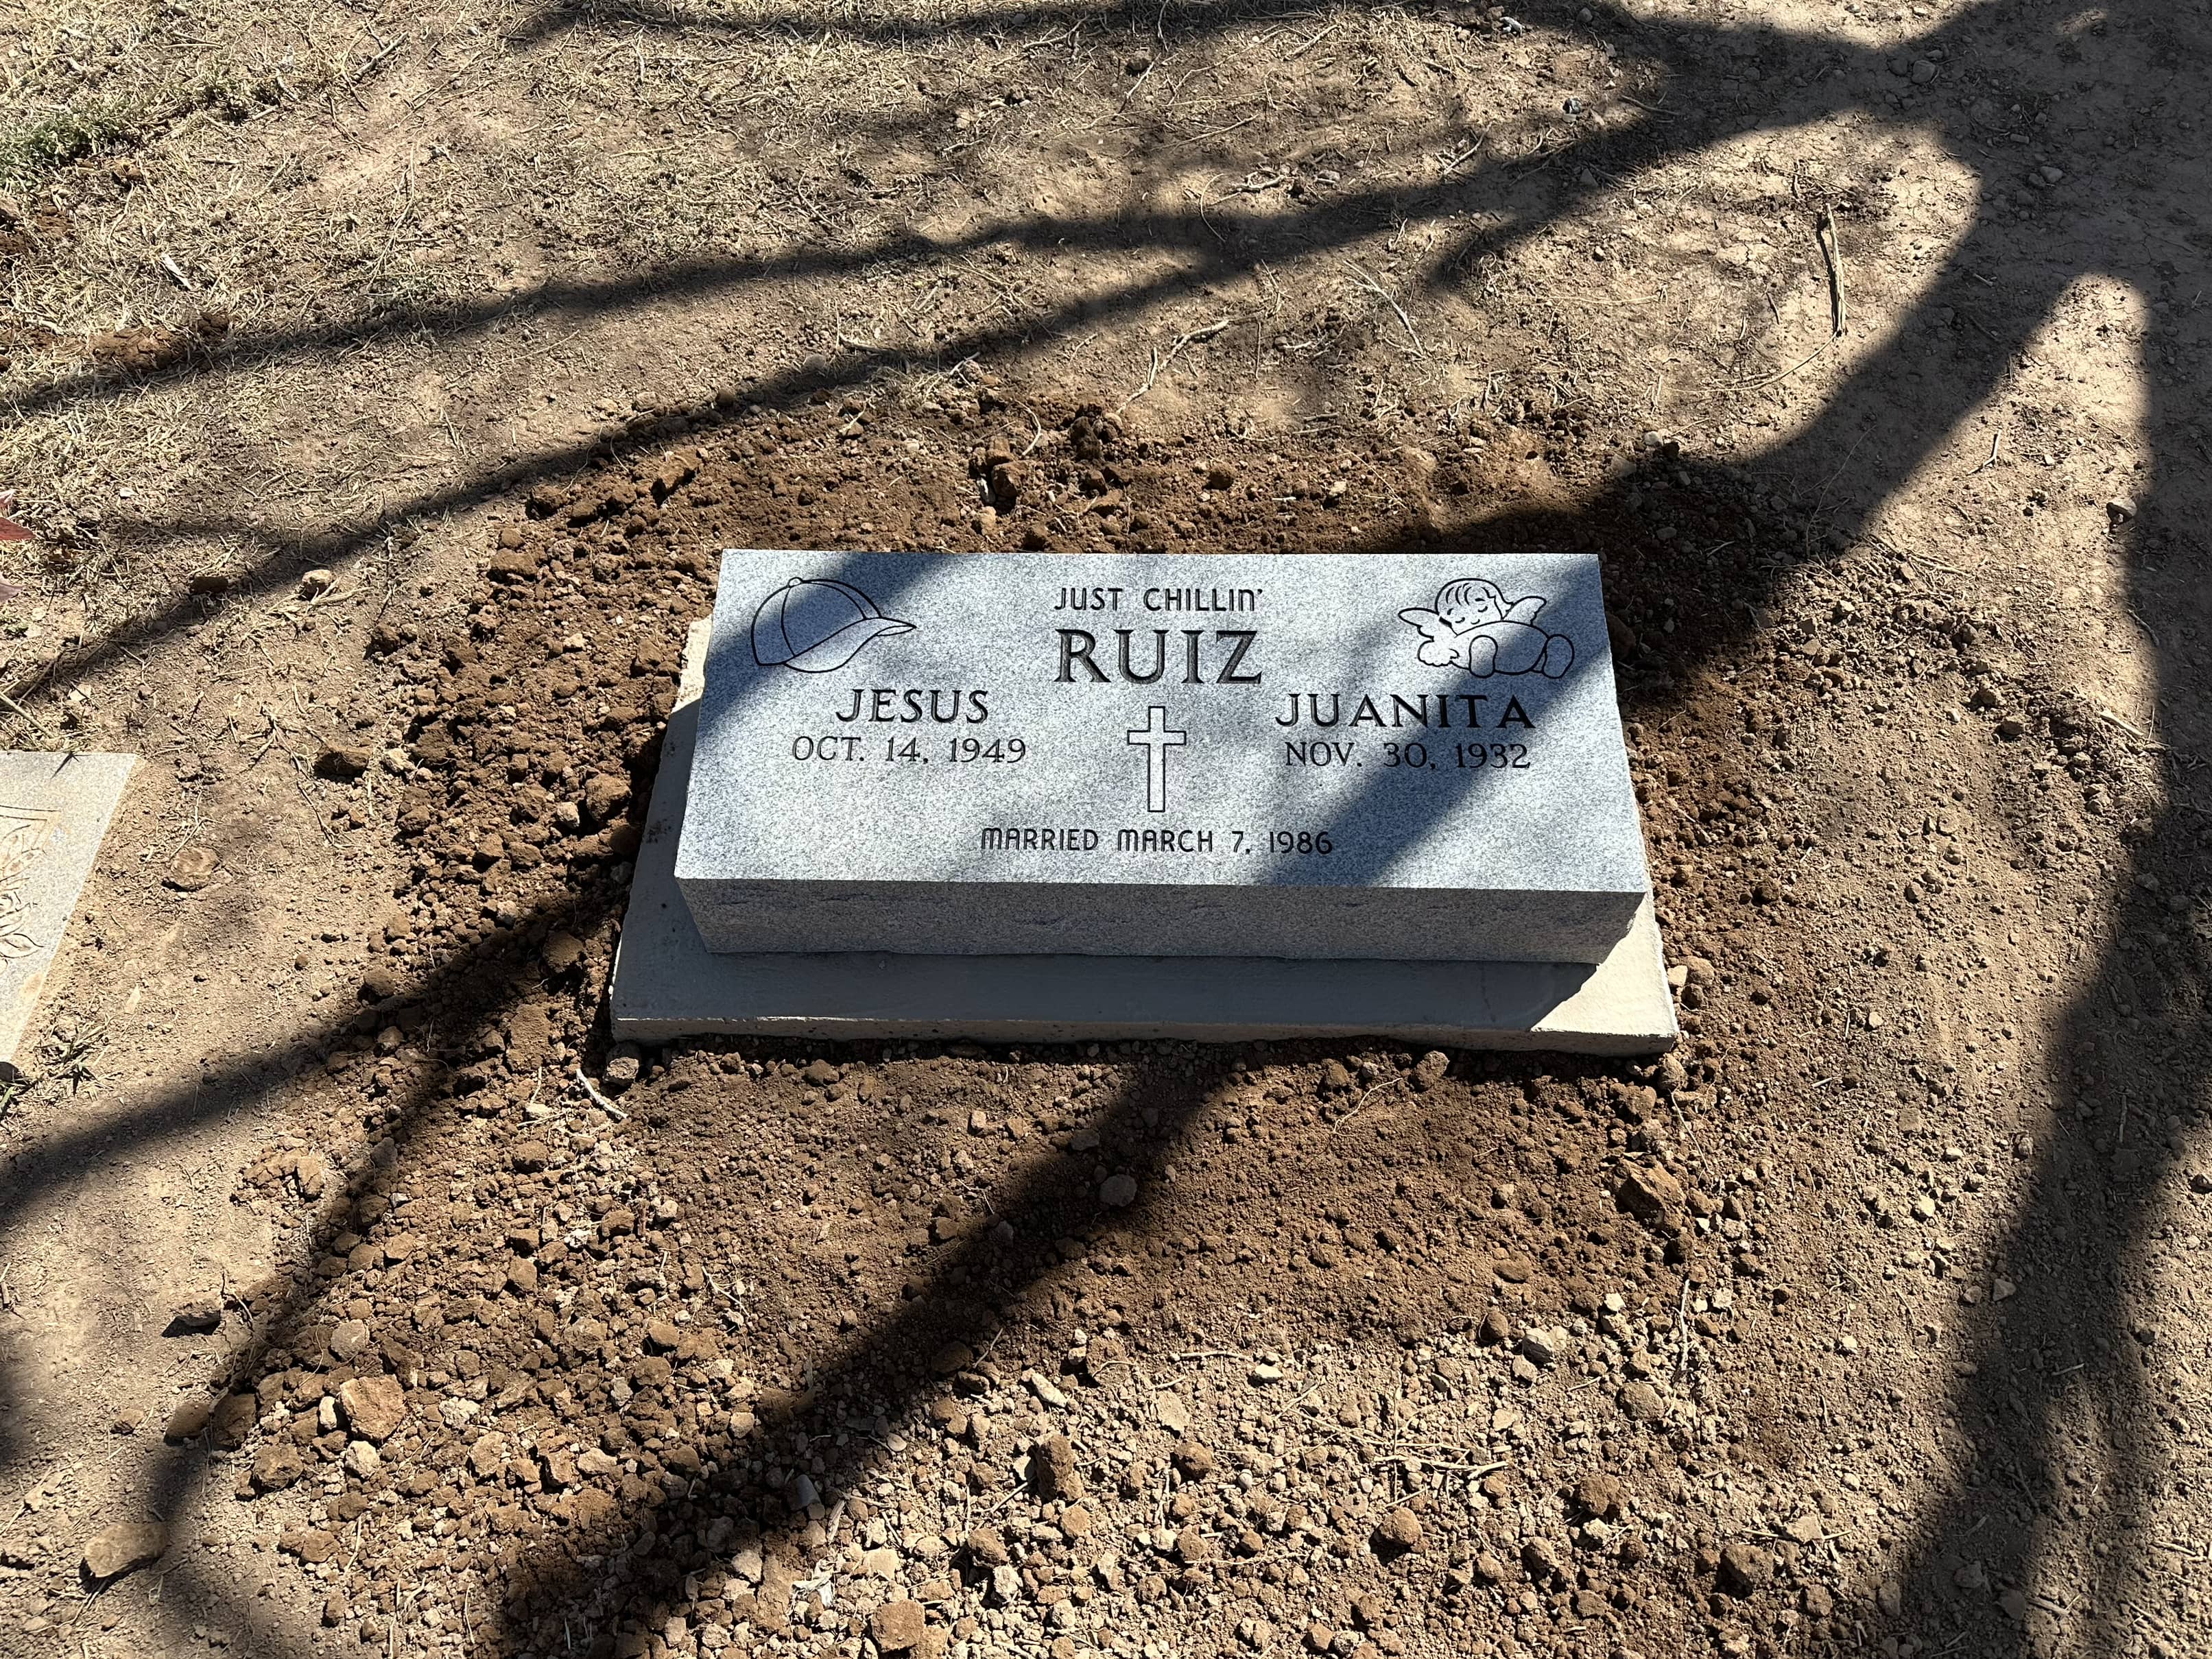 JUST CHILLIN'
RUIZ
JESUS
OCT. 14, 1949
JUANITA
NOV. 30, 1932
MARRIED MARCH 7, 1986